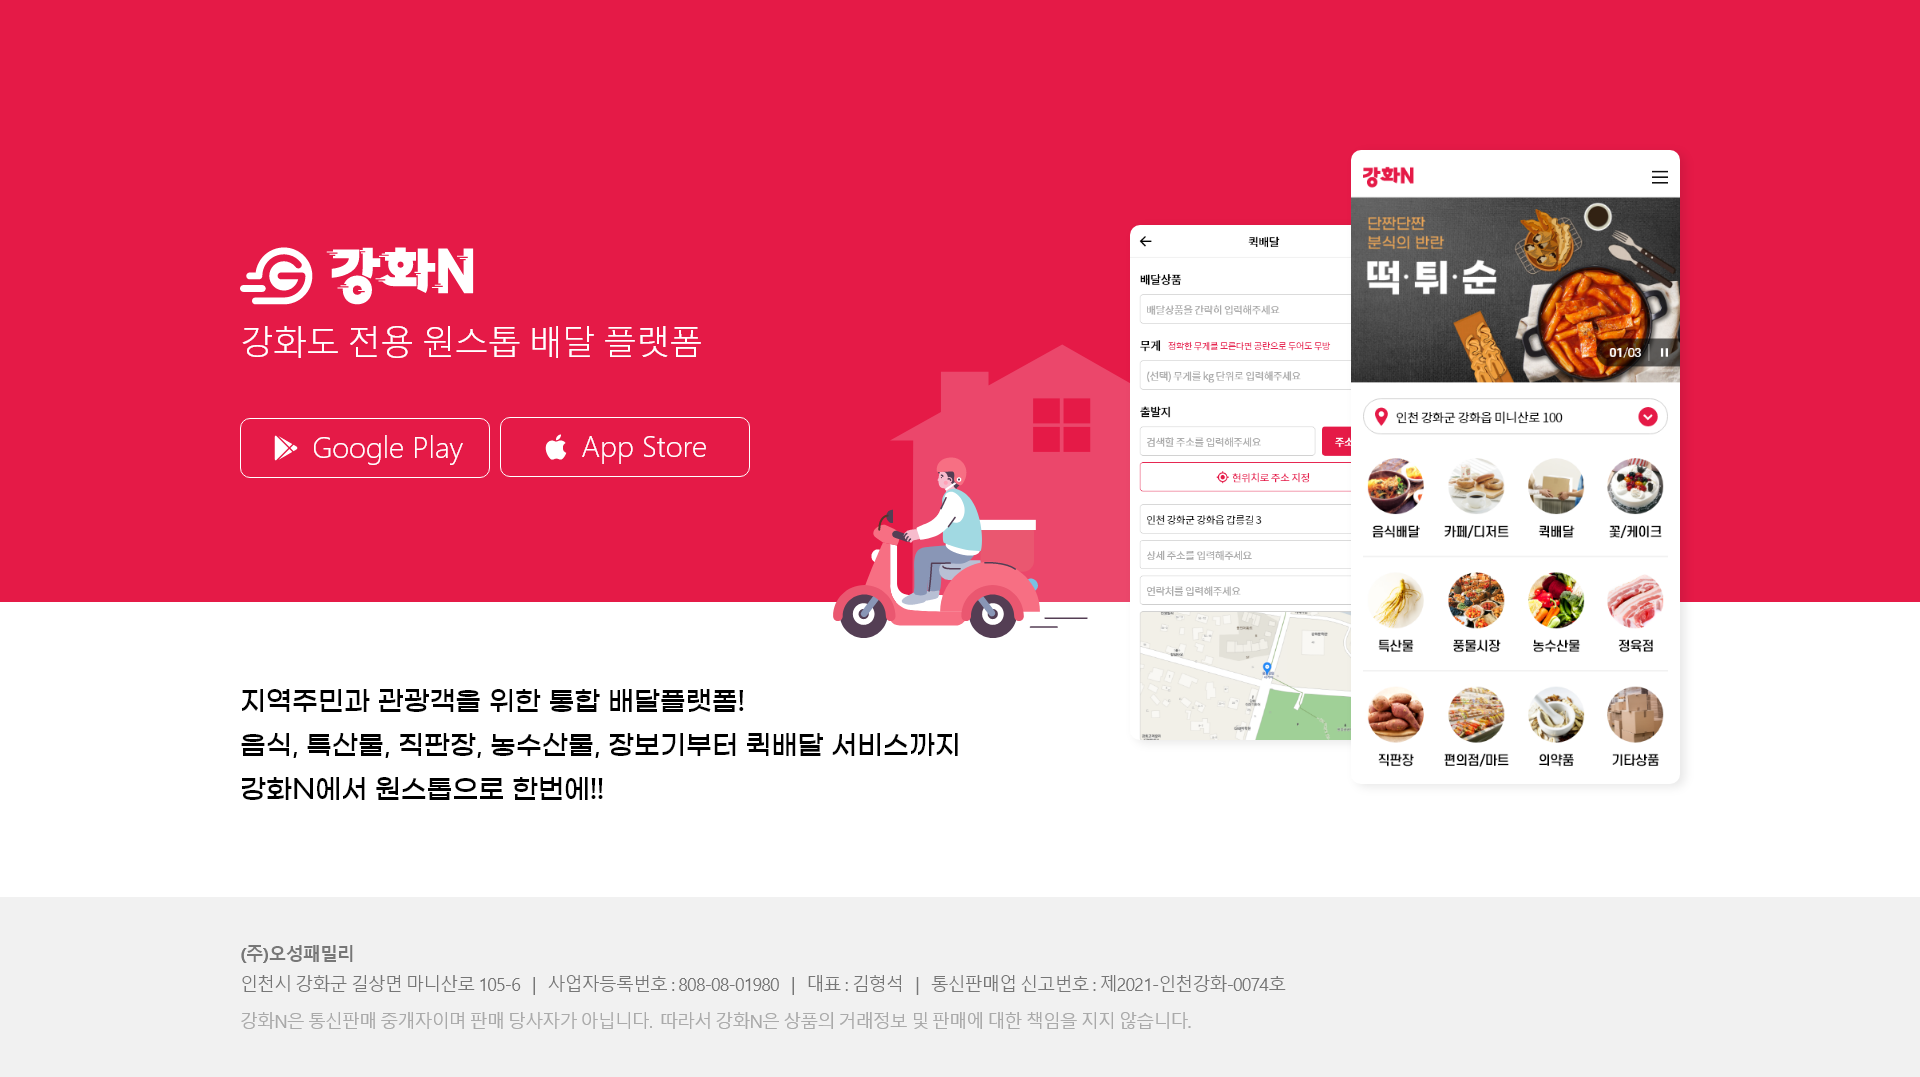 강화N
강화도 전용 원스톱 배달 플랫폼
Google Play
App Store
퀵배달
배달상품
배달상품을 간략히 입력해주세요
무게 정확한 무게를 모른다면 공란으로 두어도 무방
(선택) 무게를 kg 단위로 입력해주세요
출발지
검색할 주소를 입력해주세요
현위치로 주소 지정
인천 강화군 강화읍 갑룡길 3
상세 주소를 입력해주세요
연락처를 입력해주세요
강화N
단짠단짠
분식의 반란
떡·튀·순
01/03
인천 강화군 강화읍 미니산로 100
음식배달 카페/디저트 퀵배달 꽃/케이크
특산물 풍물시장 농수산물 정육점
직판장 편의점/마트 의약품 기타상품
지역주민과 관광객을 위한 통합 배달플랫폼!
음식, 특산물, 직판장, 농수산물, 장보기부터 퀵배달 서비스까지
강화N에서 원스톱으로 한번에!!
(주)오성패밀리
인천시 강화군 길상면 마니산로 105-6 | 사업자등록번호 : 808-08-01980 | 대표 : 김형석 | 통신판매업 신고번호 : 제2021-인천강화-0074호
강화N은 통신판매 중개자이며 판매 당사자가 아닙니다. 따라서 강화N은 상품의 거래정보 및 판매에 대한 책임을 지지 않습니다.